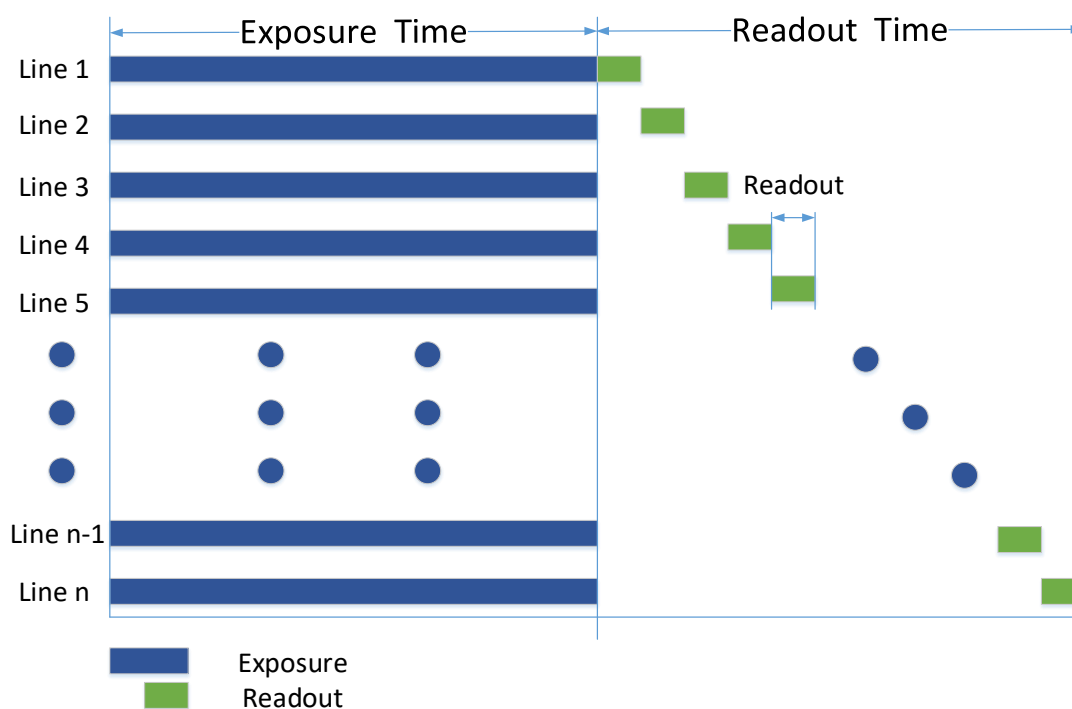 Exposure Time
Readout Time
Line 1
Line 2
Line 3
Readout
Line 4
Line 5
Line n-1
Line n
Exposure
Readout